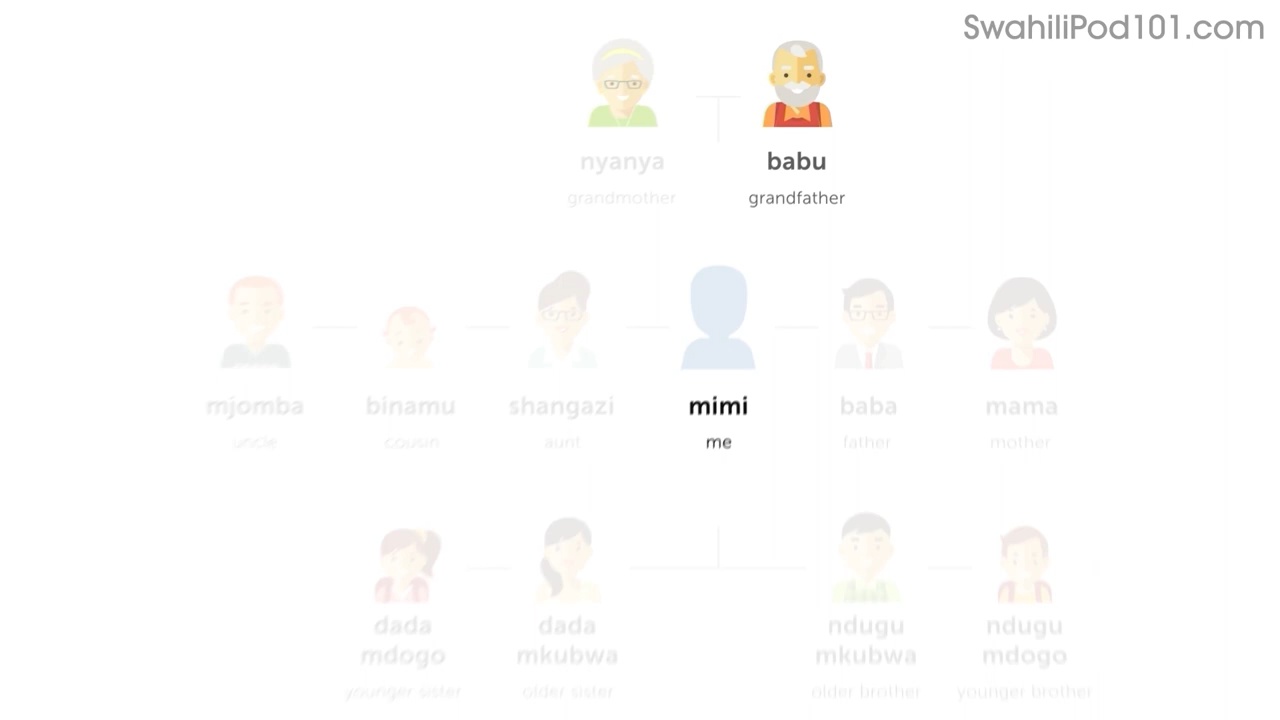 SwahiliPod101.com
nyanya
babu
grandmother
grandfather
mjomba
binamu
shangazi
mimi
baba
mama
uncle
cousin
aunt
me
father
mother
dada
mdogo
dada
mkubwa
ndugu
mkubwa
ndugu
mdogo
younger sister
older sister
older brother
younger brother